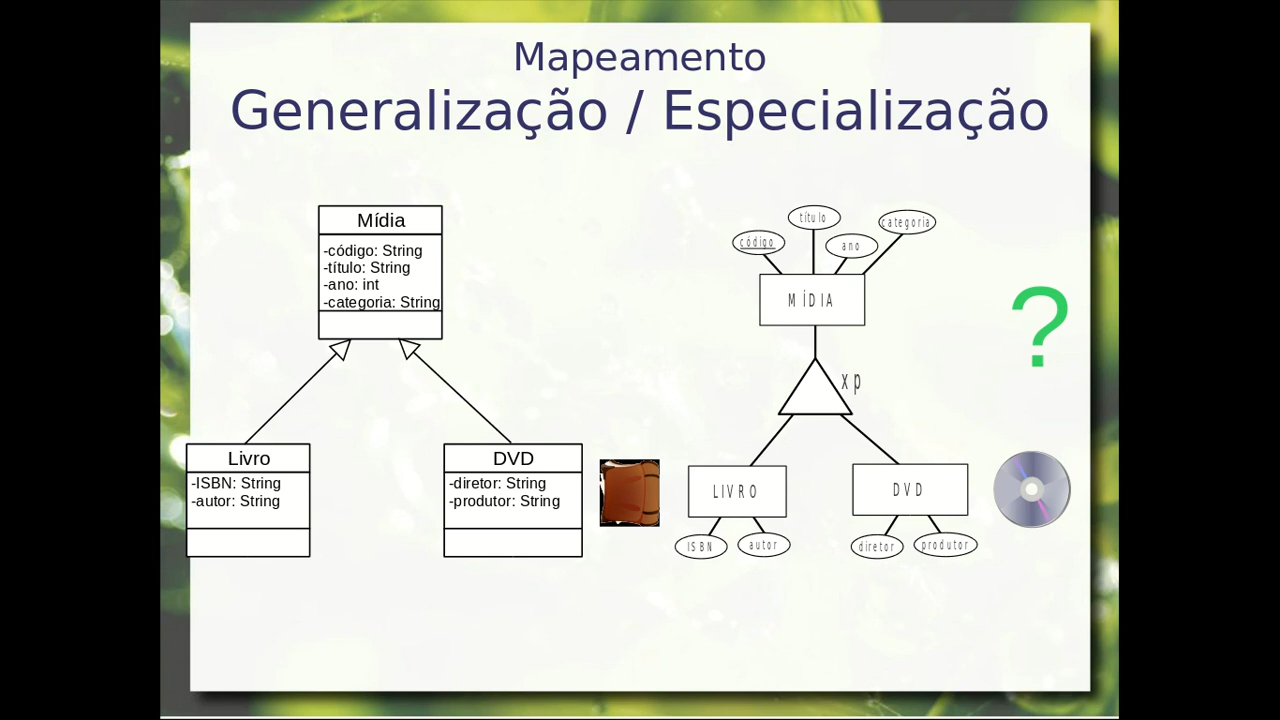 Mapeamento
Generalização / Especialização
Mídia
-código: String
-título: String
-ano: int
-categoria: String
Livro
-ISBN: String
-autor: String
DVD
-diretor: String
-produtor: String
título
categoria
código
ano
MÍDIA
?
xp
LIVRO
DVD
ISBN
autor
diretor
produtor